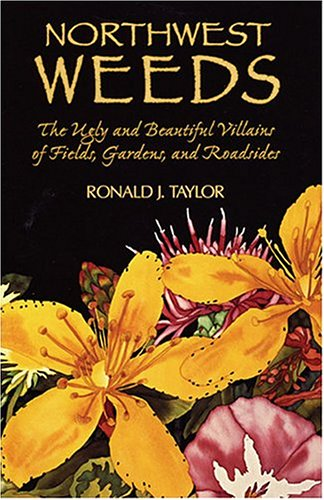 NORTHWEST
WEEDS
The Ugly and Beautiful Villains
of Fields, Gardens, and Roadsides
RONALD J. TAYLOR